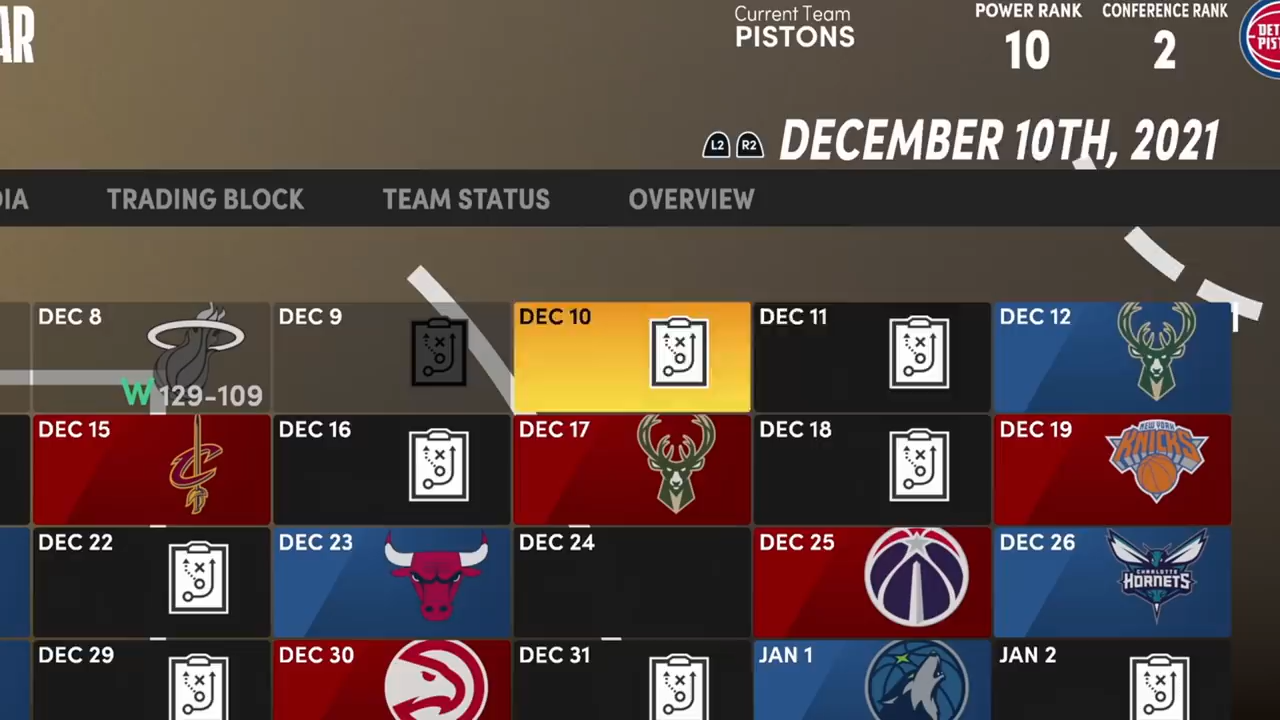 AR
Current Team
PISTONS
POWER RANK
10
CONFERENCE RANK
2
DET
PIST
L2 R2 DECEMBER 10TH, 2021
DIA TRADING BLOCK TEAM STATUS OVERVIEW
DEC 8 DEC 9 DEC 10 DEC 11 DEC 12
W 129-109
DEC 15 DEC 16 DEC 17 DEC 18 DEC 19
NEW YORK
KNICKS
DEC 22 DEC 23 DEC 24 DEC 25 DEC 26
CHARLOTTE
HORNETS
DEC 29 DEC 30 DEC 31 JAN 1 JAN 2